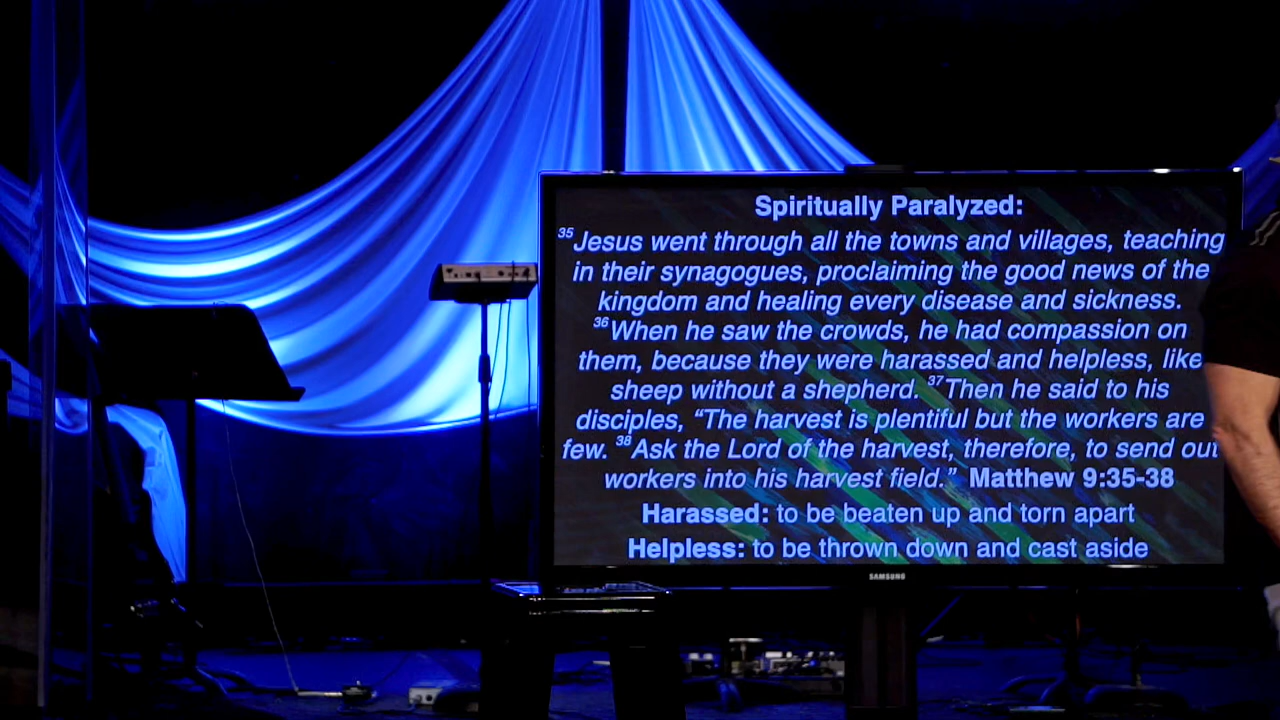 Spiritually Paralyzed:
35Jesus went through all the towns and villages, teaching
in their synagogues, proclaiming the good news of the
kingdom and healing every disease and sickness.
36When he saw the crowds, he had compassion on
them, because they were harassed and helpless, like
sheep without a shepherd. 37Then he said to his
disciples, “The harvest is plentiful but the workers are
few. 38Ask the Lord of the harvest, therefore, to send out
workers into his harvest field.” Matthew 9:35-38
Harassed: to be beaten up and torn apart
Helpless: to be thrown down and cast aside
SAMSUNG